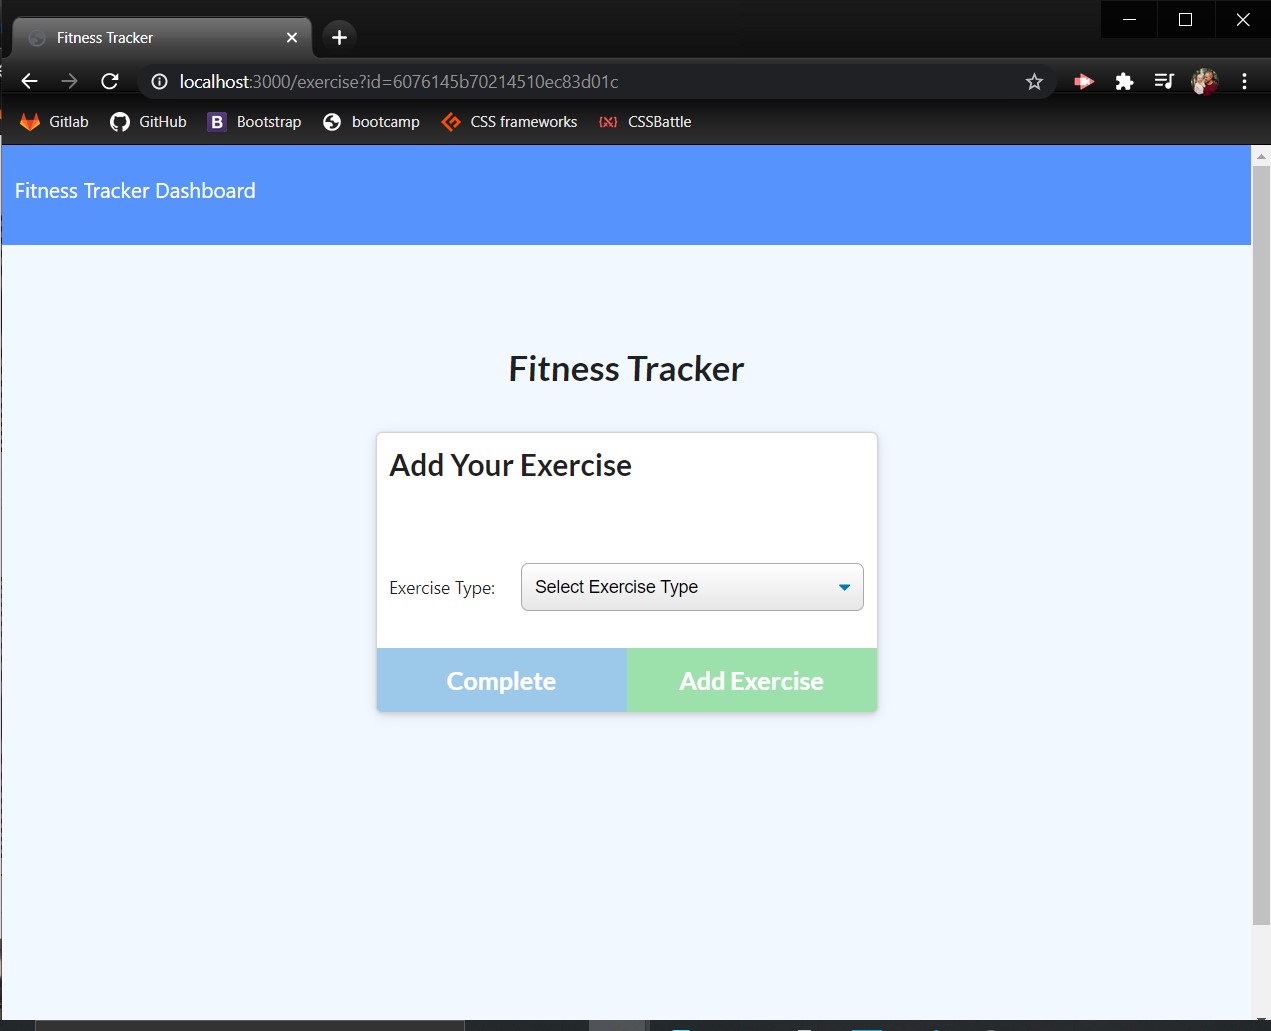 Fitness Tracker
localhost:3000/exercise?id=6076145b70214510ec83d01c
Gitlab GitHub B Bootstrap bootcamp CSS frameworks {X} CSSBattle
Fitness Tracker Dashboard
Fitness Tracker
Add Your Exercise
Exercise Type: Select Exercise Type
Complete Add Exercise